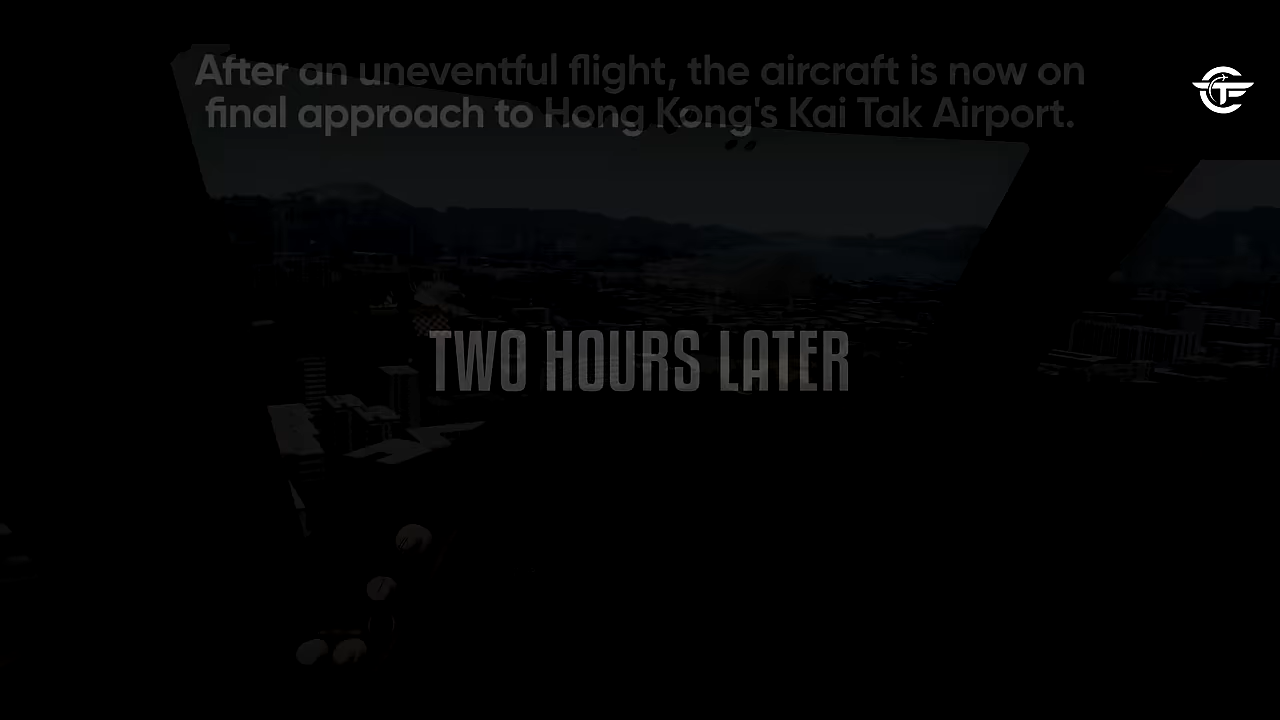 After an uneventful flight, the aircraft is now on
final approach to Hong Kong's Kai Tak Airport.
TWO HOURS LATER